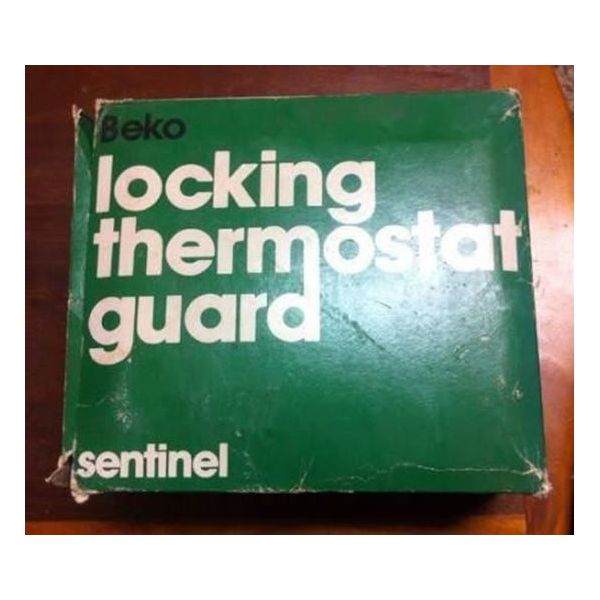 Beko
locking
thermostat
guard
sentinel